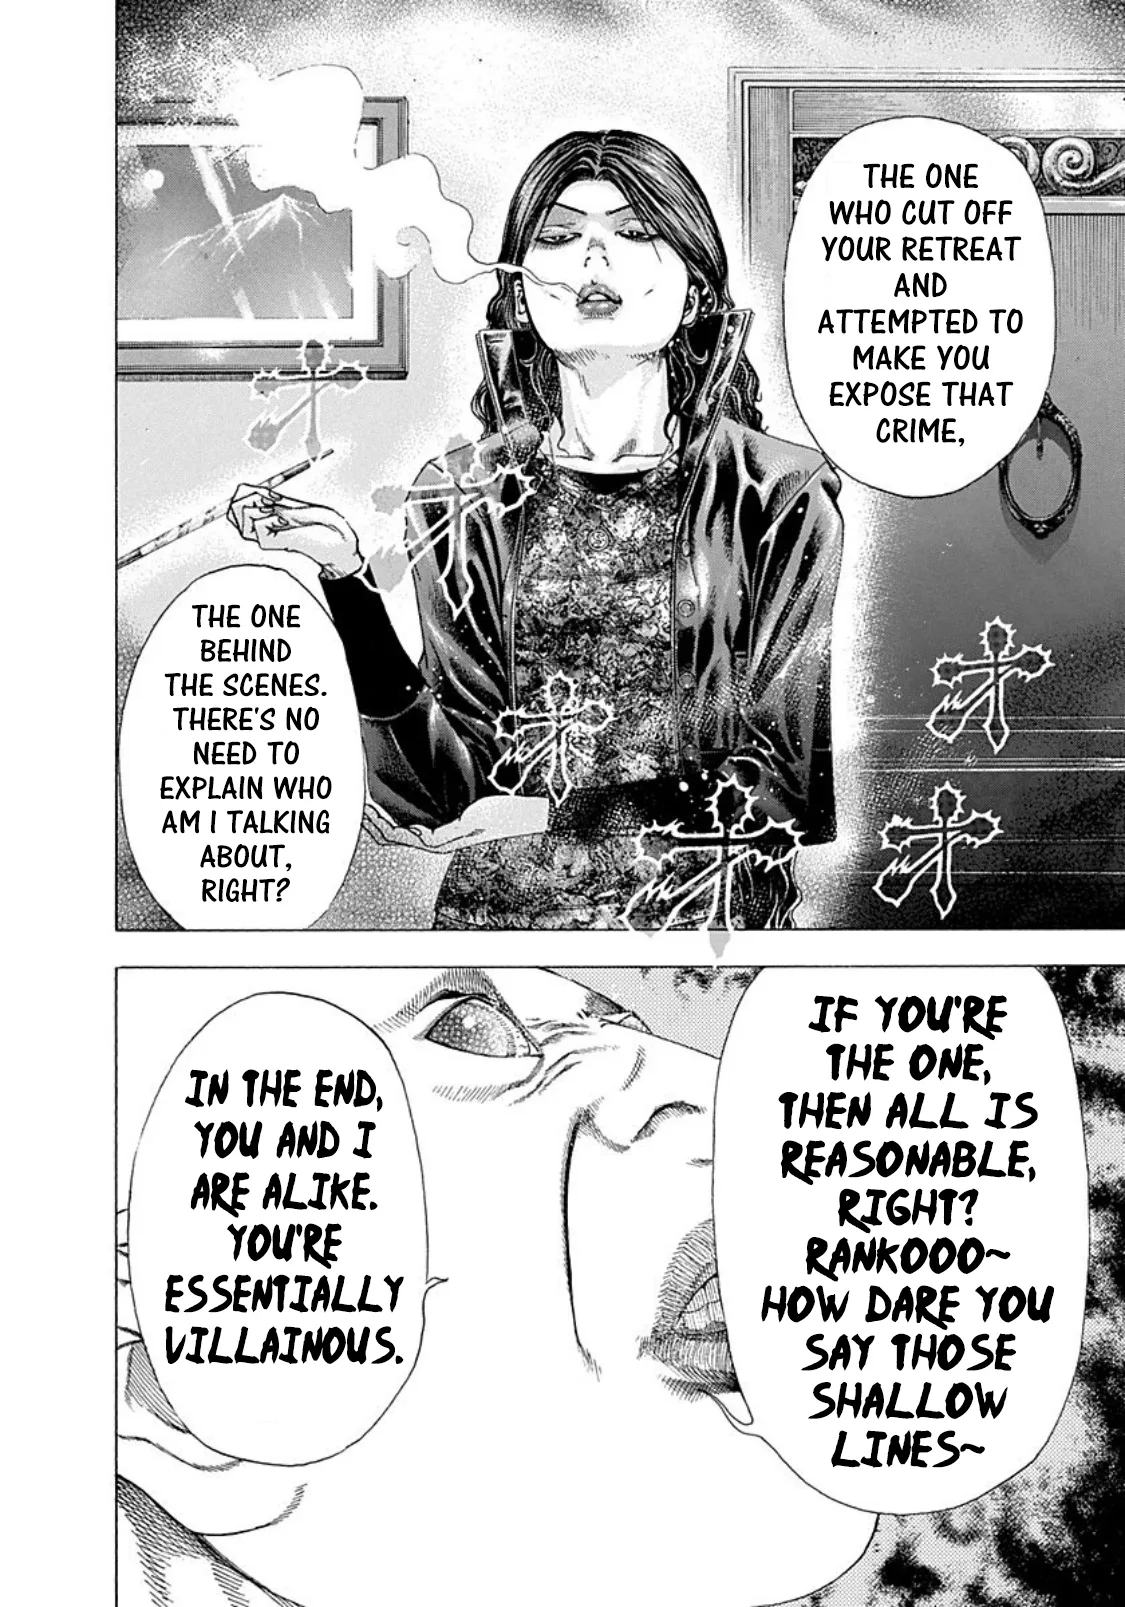 THE ONE
WHO CUT OFF
YOUR RETREAT
AND
ATTEMPTED TO
MAKE YOU
EXPOSE THAT
CRIME,
THE ONE
BEHIND
THE SCENES.
THERE'S NO
NEED TO
EXPLAIN WHO
AM I TALKING
ABOUT,
RIGHT?
IF YOU'RE
THE ONE,
THEN ALL IS
REASONABLE,
RIGHT?
RANKOOO~
HOW DARE YOU
SAY THOSE
SHALLOW
LINES~
IN THE END,
YOU AND I
ARE ALIKE.
YOU'RE
ESSENTIALLY
VILLAINOUS.